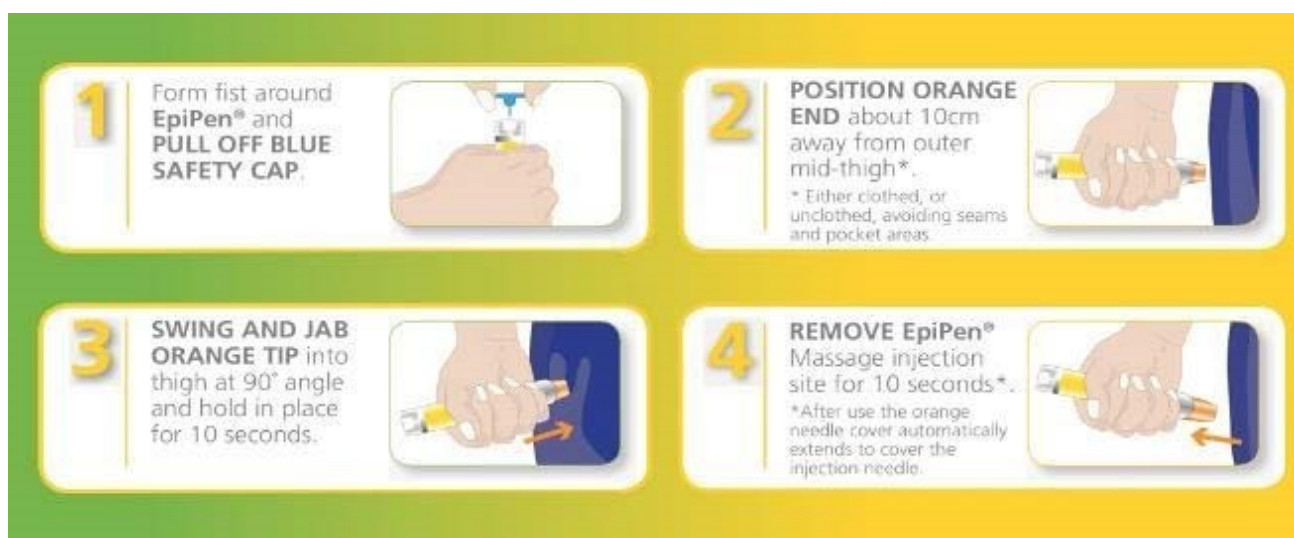 1
Form fist around
EpiPen® and
PULL OFF BLUE
SAFETY CAP.
2
POSITION ORANGE
END about 10cm
away from outer
mid-thigh*.
* Either clothed, or
unclothed, avoiding seams
and pocket areas
3
SWING AND JAB
ORANGE TIP into
thigh at 90° angle
and hold in place
for 10 seconds.
4
REMOVE EpiPen®
Massage injection
site for 10 seconds*.
*After use the orange
needle cover automatically
extends to cover the
injection needle.